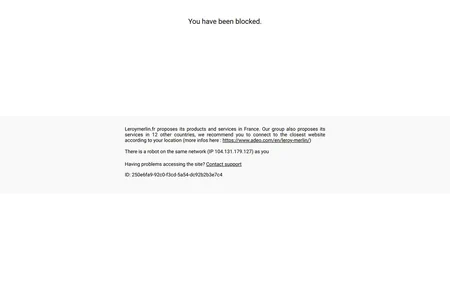 You have been blocked.
Leroymerlin.fr proposes its products and services in France. Our group also proposes its
services in 12 other countries, we recommend you to connect to the closest website
according to your location (more infos here : https://www.adeo.com/en/leroy-merlin/)
There is a robot on the same network (IP 104.131.179.127) as you
Having problems accessing the site? Contact support
ID: 250e6fa9-92c0-f3cd-5a54-dc92b2b3e7c4